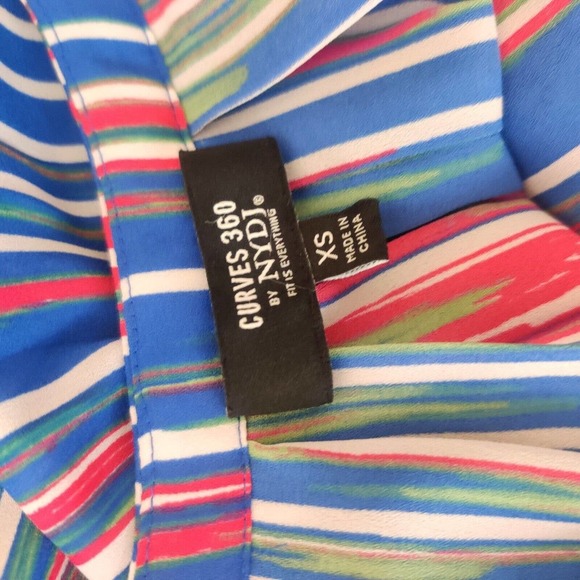 CURVES 360
BY NYDJ®
FIT IS EVERYTHING
XS
MADE IN
CHINA